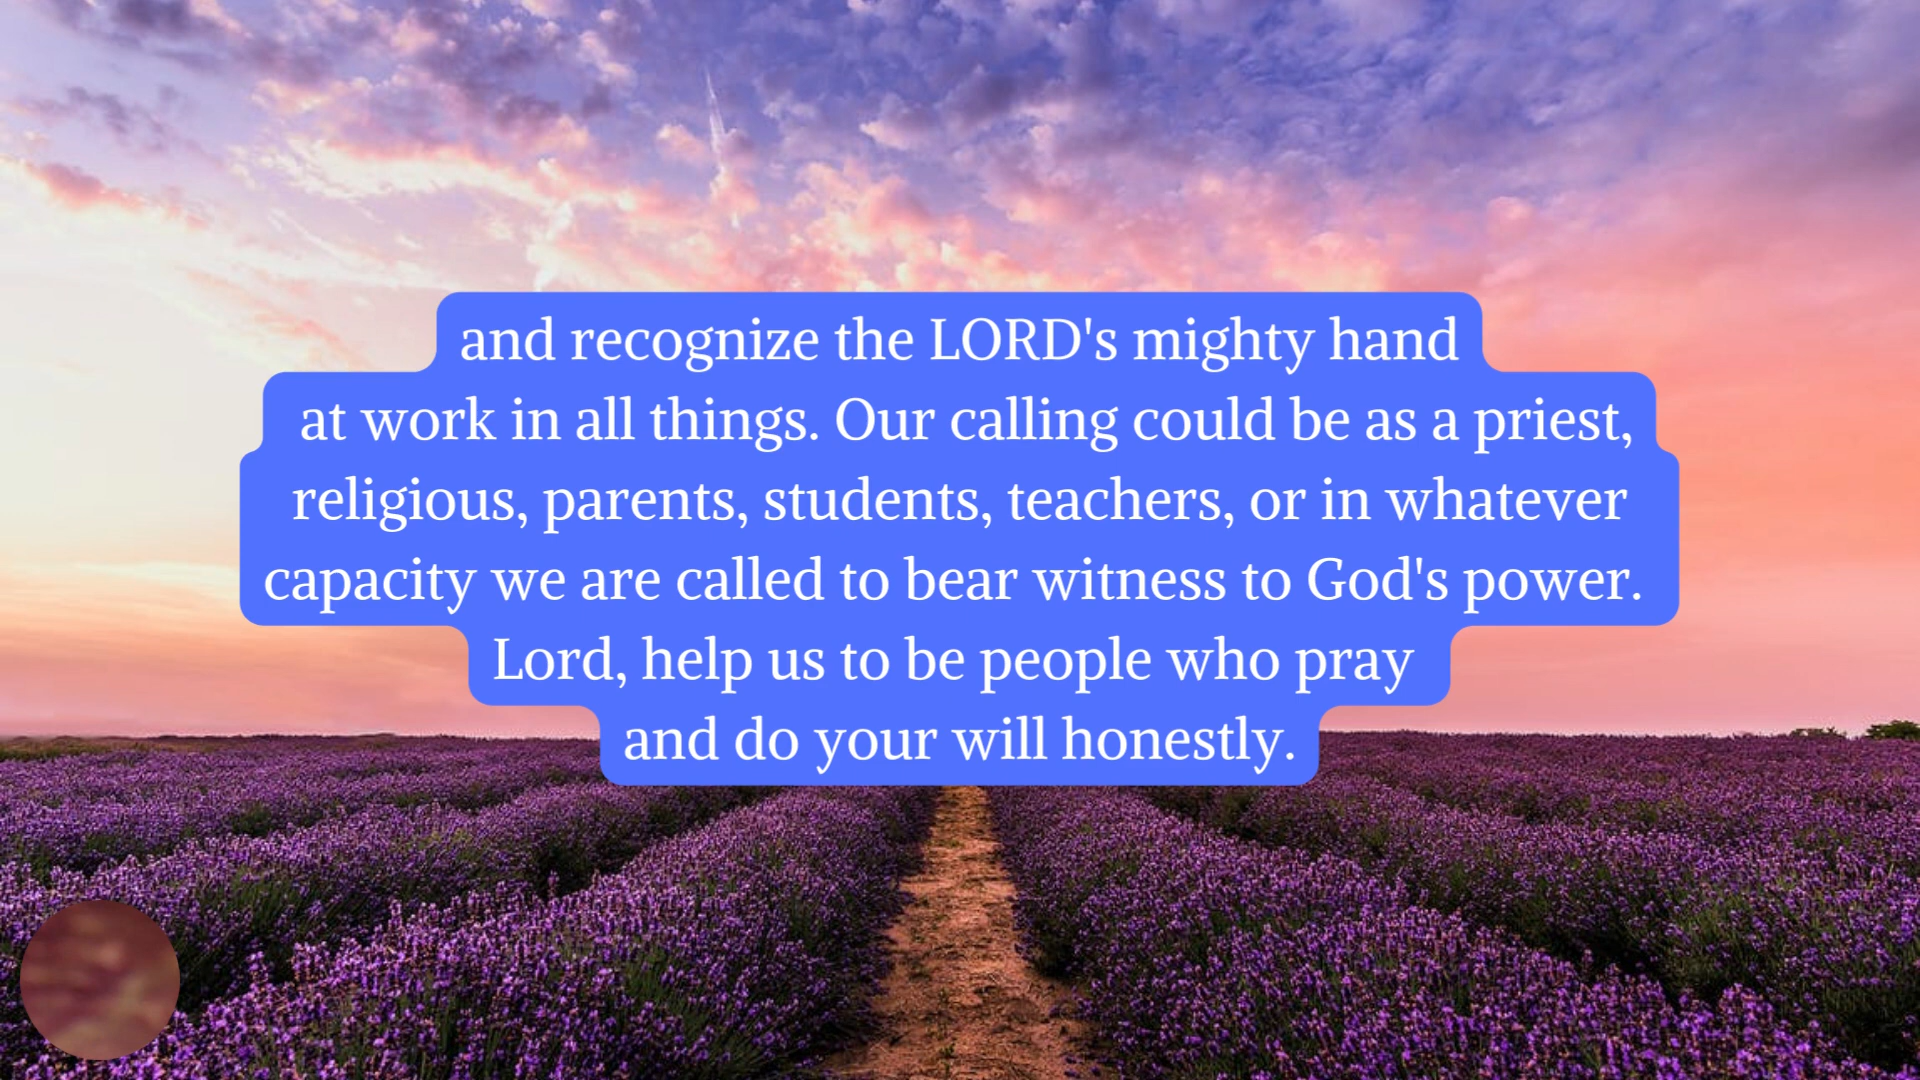 and recognize the LORD's mighty hand
at work in all things. Our calling could be as a priest,
religious, parents, students, teachers, or in whatever
capacity we are called to bear witness to God's power.
Lord, help us to be people who pray
and do your will honestly.